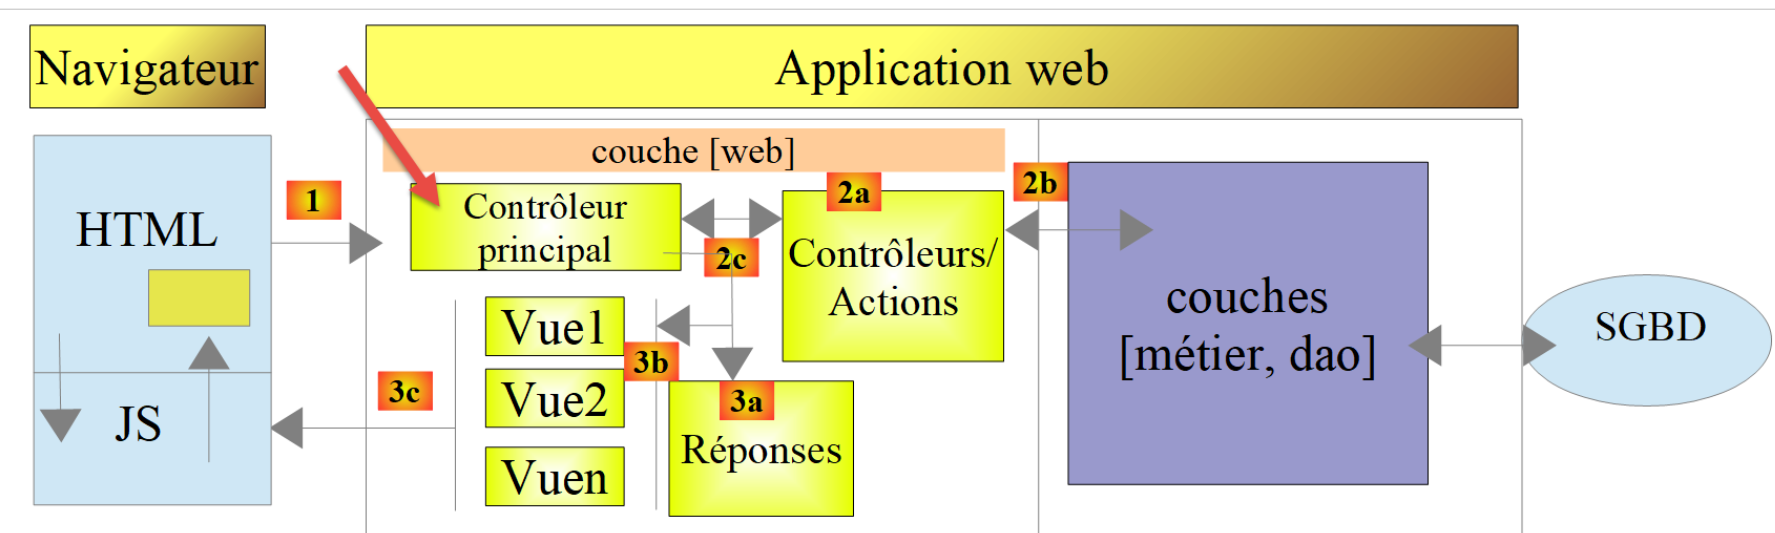 Navigateur
Application web
couche [web]
HTML
JS
1
Contrôleur
principal
2a
Contrôleurs/
Actions
2b
2c
couches
[métier, dao]
SGBD
Vue1
Vue2
Vuen
3b
3a
Réponses
3c